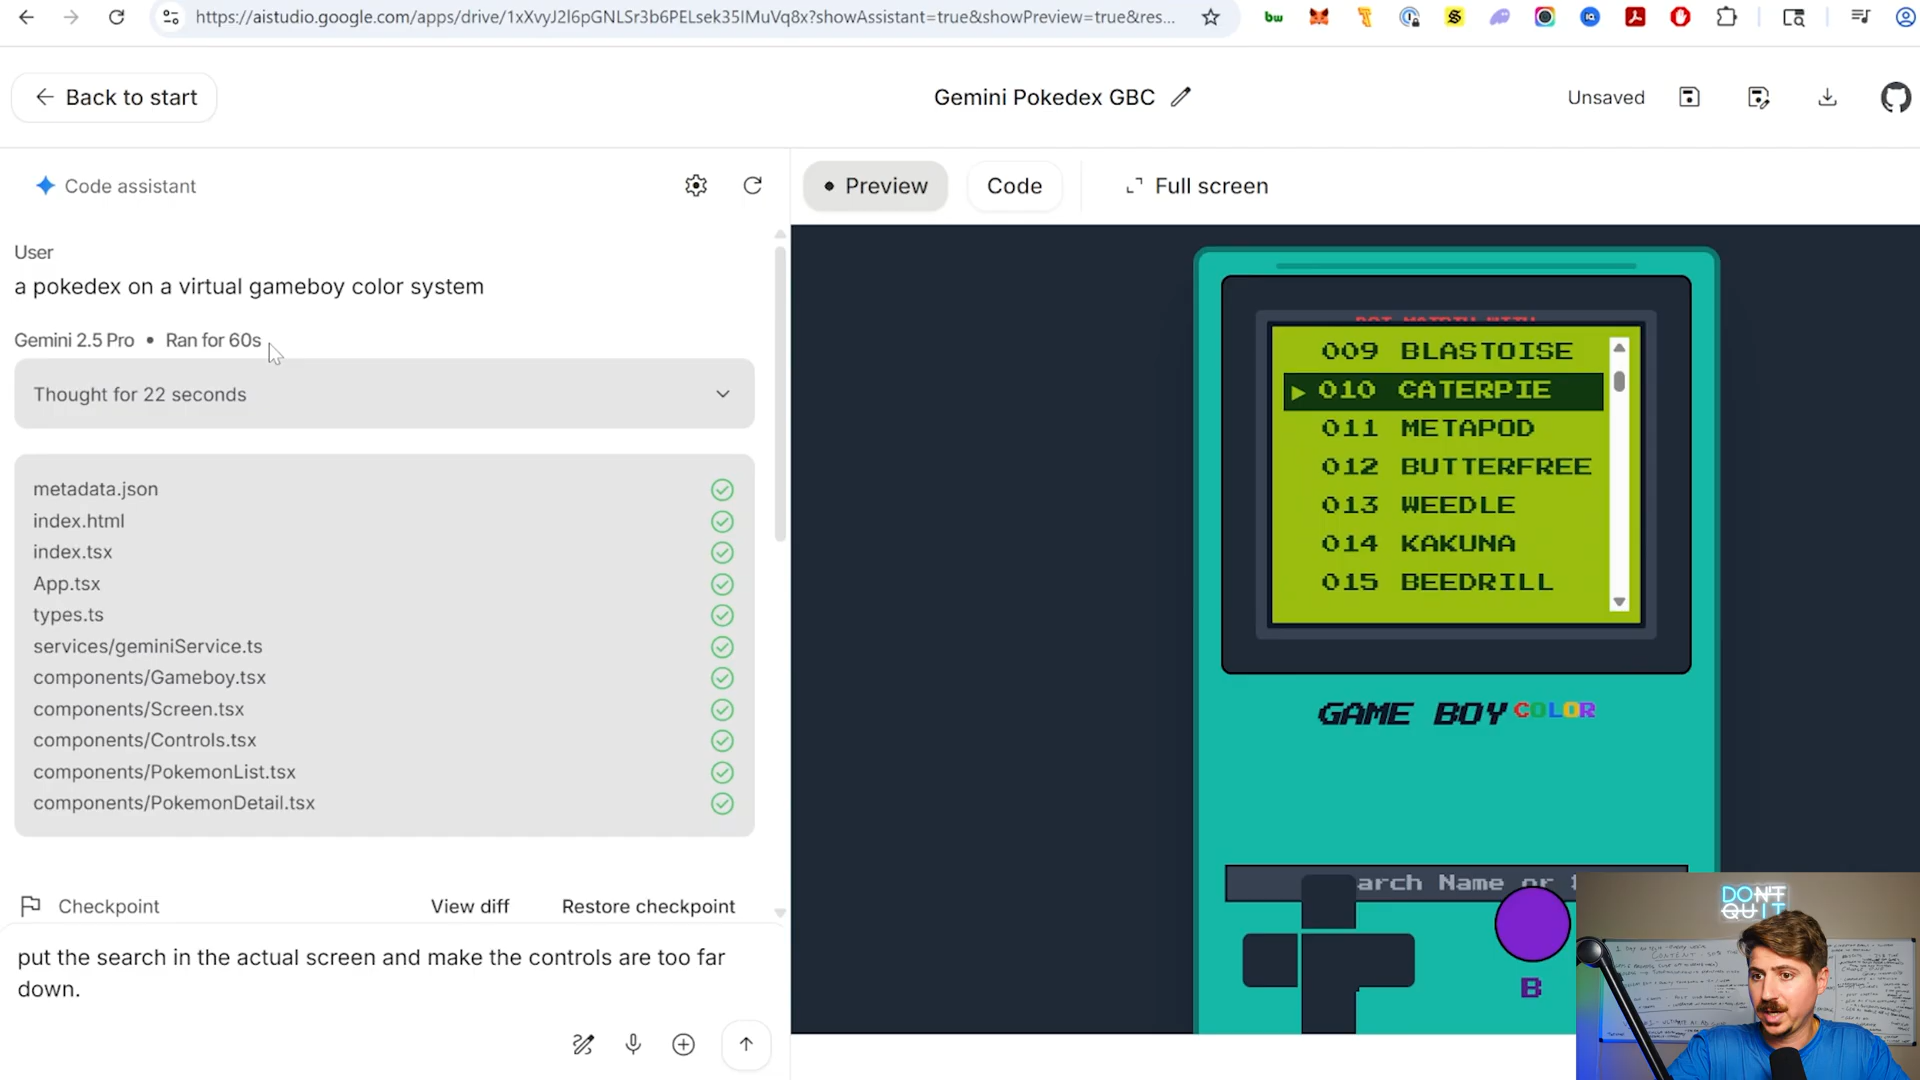 https://aistudio.google.com/apps/drive/1xXvyJ2l6pGNLSr3b6PELsek35IMuVq8x?showAssistant=true&showPreview=true&res...
Back to start
Gemini Pokedex GBC
Unsaved
Code assistant
Preview
Code
Full screen
User
a pokedex on a virtual gameboy color system
Gemini 2.5 Pro • Ran for 60s
Thought for 22 seconds
metadata.json
index.html
index.tsx
App.tsx
types.ts
services/geminiService.ts
components/Gameboy.tsx
components/Screen.tsx
components/Controls.tsx
components/PokemonList.tsx
components/PokemonDetail.tsx
Checkpoint
View diff
Restore checkpoint
put the search in the actual screen and make the controls are too far
down.
009 BLASTOISE
010 CATERPIE
011 METAPOD
012 BUTTERFREE
013 WEEDLE
014 KAKUNA
015 BEEDRILL
GAME BOY COLOR
arch Name or
B
DON'T
QUIT